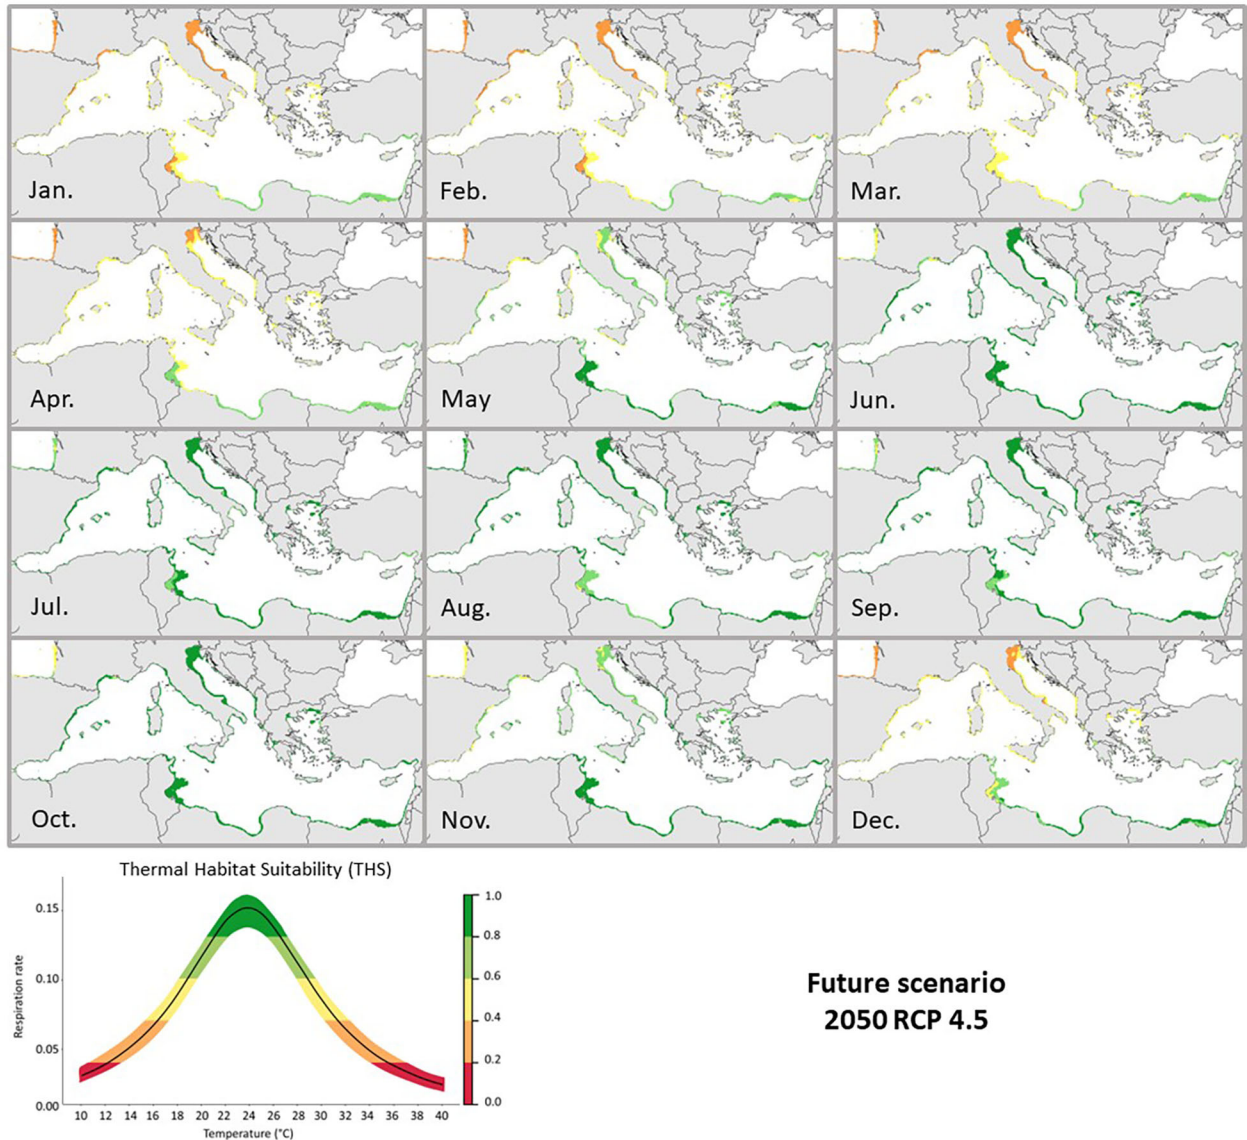 Jan.
Feb.
Mar.
Apr.
May
Jun.
Jul.
Aug.
Sep.
Oct.
Nov.
Dec.
Thermal Habitat Suitability (THS)
0.15
0.10
0.05
0.00
Respiration rate
10 12 14 16 18 20 22 24 26 28 30 32 34 36 38 40
Temperature (°C)
1.0
0.8
0.6
0.4
0.2
0.0
Future scenario
2050 RCP 4.5